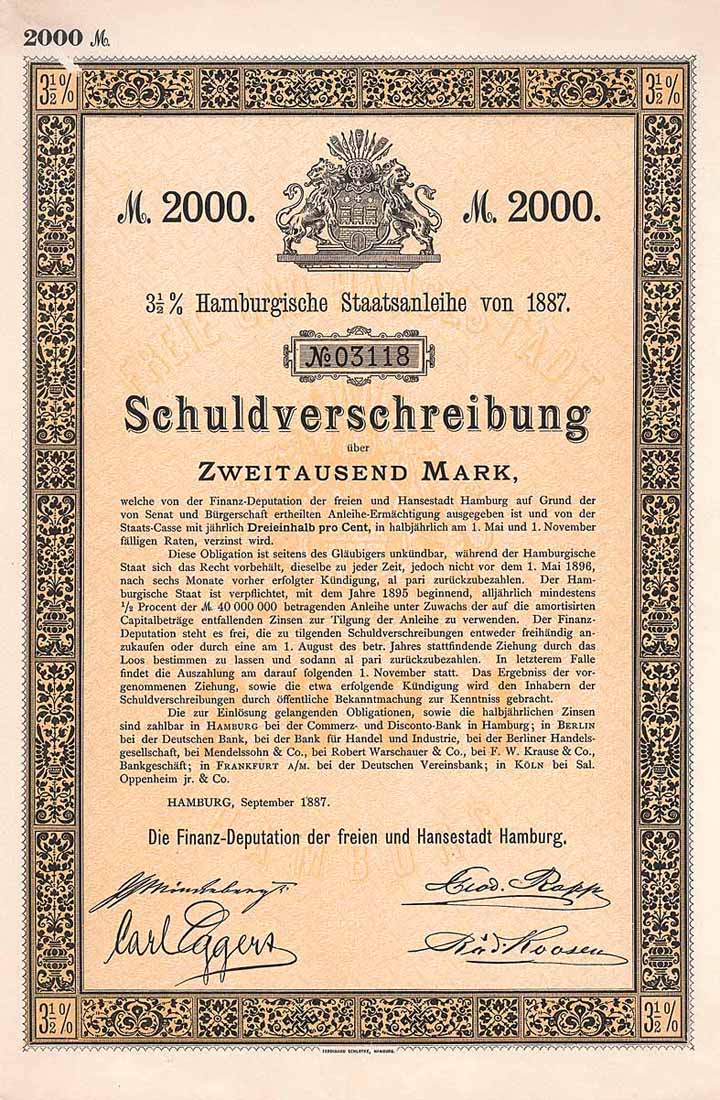 2000 M.
3½% 3½%
M. 2000. M. 2000.
3½% Hamburgische Staatsanleihe von 1887.
№ 03118
Schuldverschreibung
über
ZWEITAUSEND MARK,
welche von der Finanz-Deputation der freien und Hansestadt Hamburg auf Grund der
von Senat und Bürgerschaft ertheilten Anleihe-Ermächtigung ausgegeben ist und von der
Staats-Casse mit jährlich Dreieinhalb pro Cent, in halbjährlich am 1. Mai und 1. November
fälligen Raten, verzinst wird.
Diese Obligation ist seitens des Gläubigers unkündbar, während der Hamburgische
Staat sich das Recht vorbehält, dieselbe zu jeder Zeit, jedoch nicht vor dem 1. Mai 1896,
nach sechs Monate vorher erfolgter Kündigung, al pari zurückzubezahlen. Der Ham-
burgische Staat ist verpflichtet, mit dem Jahre 1895 beginnend, alljährlich mindestens
½ Procent der M. 40 000 000 betragenden Anleihe unter Zuwachs der auf die amortisirten
Capitalbeträge entfallenden Zinsen zur Tilgung der Anleihe zu verwenden. Der Finanz-
Deputation steht es frei, die zu tilgenden Schuldverschreibungen entweder freihändig an-
zukaufen oder durch eine am 1. August des betr. Jahres stattfindende Ziehung durch das
Loos bestimmen zu lassen und sodann al pari zurückzubezahlen. In letzterem Falle
findet die Auszahlung am darauf folgenden 1. November statt. Das Ergebniss der vor-
genommenen Ziehung, sowie die etwa erfolgende Kündigung wird den Inhabern der
Schuldverschreibungen durch öffentliche Bekanntmachung zur Kenntniss gebracht.
Die zur Einlösung gelangenden Obligationen, sowie die halbjährlichen Zinsen
sind zahlbar in HAMBURG bei der Commerz- und Disconto-Bank in Hamburg; in BERLIN
bei der Deutschen Bank, bei der Bank für Handel und Industrie, bei der Berliner Handels-
gesellschaft, bei Mendelssohn & Co., bei Robert Warschauer & Co., bei F. W. Krause & Co.,
Bankgeschäft; in FRANKFURT A/M. bei der Deutschen Vereinsbank; in KÖLN bei Sal.
Oppenheim jr. & Co.
HAMBURG, September 1887.
Die Finanz-Deputation der freien und Hansestadt Hamburg.
Carl Eggers
3½% 3½%
FERDINAND SCHLOTKE, HAMBURG.